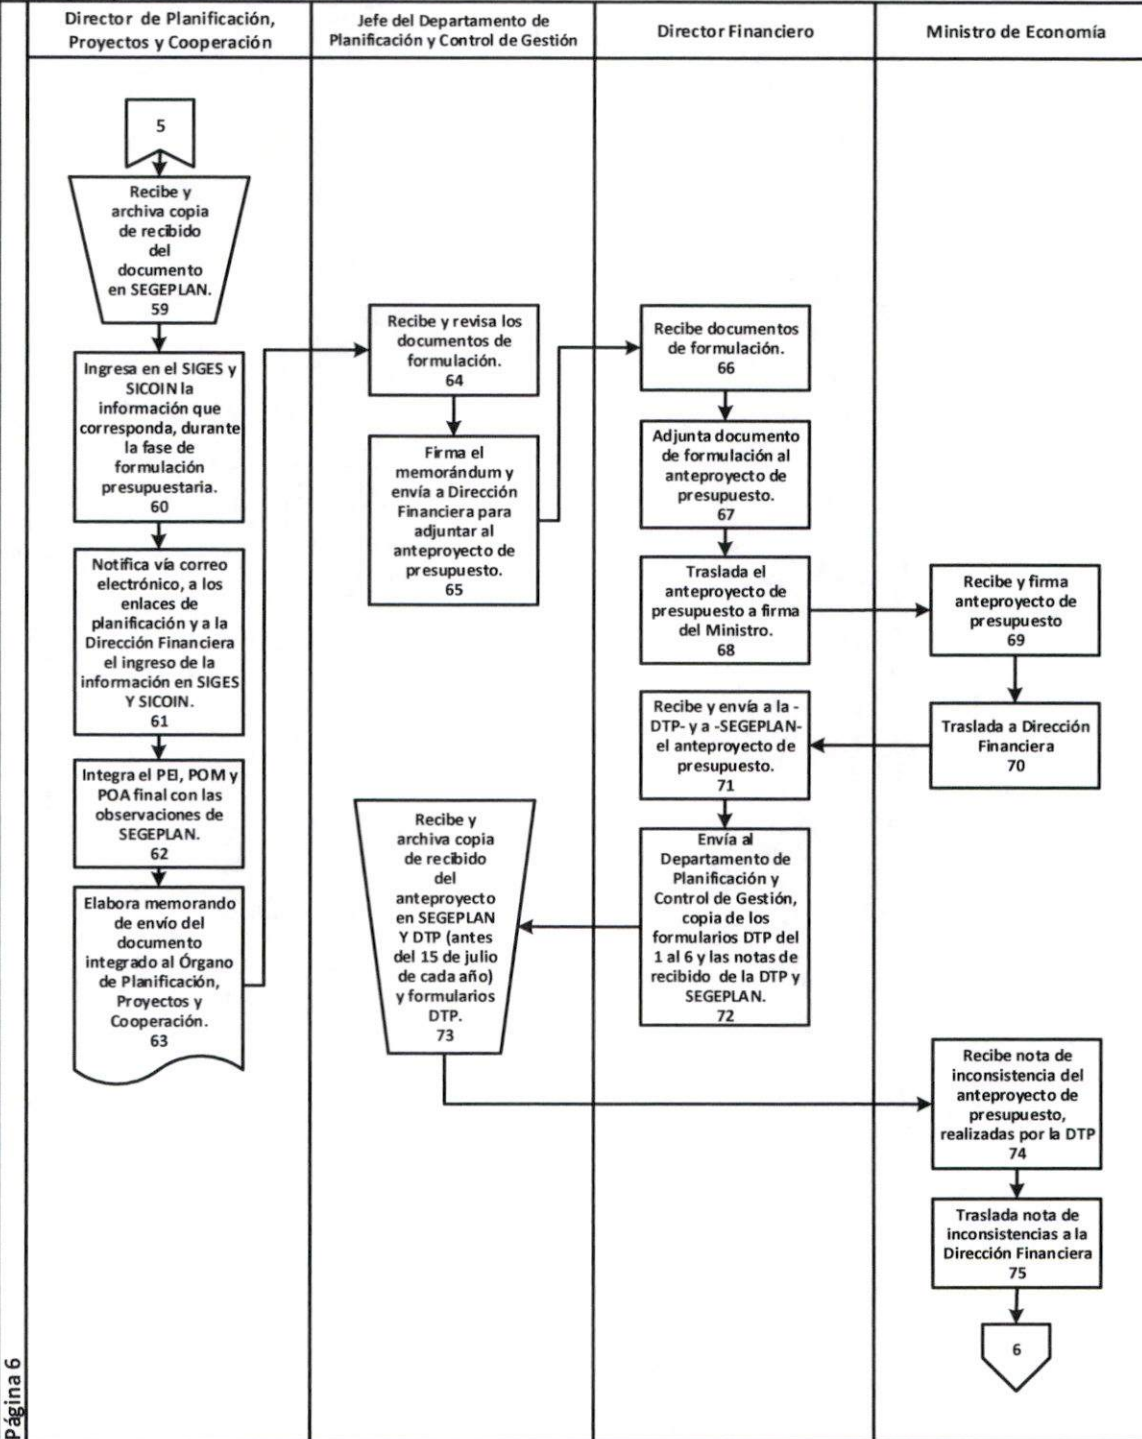 Director de Planificación,
Proyectos y Cooperación
Jefe del Departamento de
Planificación y Control de Gestión
Director Financiero
Ministro de Economía
5
Recibe y
archiva copia
de recibido
del
documento
en SEGEPLAN.
59
Ingresa en el SIGES y
SICOIN la
información que
corresponda, durante
la fase de
formulación
presupuestaria.
60
Notifica vía correo
electrónico, a los
enlaces de
planificación y a la
Dirección Financiera
el ingreso de la
información en SIGES
Y SICOIN.
61
Integra el PEI, POM y
POA final con las
observaciones de
SEGEPLAN.
62
Elabora memorando
de envío del
documento
integrado al Órgano
de Planificación,
Proyectos y
Cooperación.
63
Recibe y revisa los
documentos de
formulación.
64
Firma el
memorándum y
envía a Dirección
Financiera para
adjuntar al
anteproyecto de
presupuesto.
65
Recibe documentos
de formulación.
66
Adjunta documento
de formulación al
anteproyecto de
presupuesto.
67
Traslada el
anteproyecto de
presupuesto a firma
del Ministro.
68
Recibe y firma
anteproyecto de
presupuesto
69
Traslada a Dirección
Financiera
70
Recibe y envía a la -
DTP- y a -SEGEPLAN-
el anteproyecto de
presupuesto.
71
Envía al
Departamento de
Planificación y
Control de Gestión,
copia de los
formularios DTP del
1 al 6 y las notas de
recibido de la DTP y
SEGEPLAN.
72
Recibe y
archiva copia
de recibido
del
anteproyecto
en SEGEPLAN
Y DTP (antes
del 15 de julio
de cada año)
y formularios
DTP.
73
Recibe nota de
inconsistencia del
anteproyecto de
presupuesto,
realizadas por la DTP
74
Traslada nota de
inconsistencias a la
Dirección Financiera
75
6
Página 6